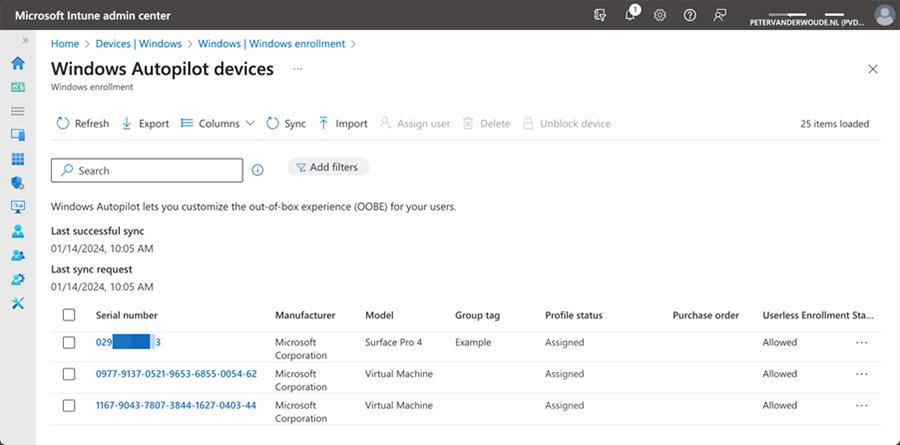 Microsoft Intune admin center
1
PETERVANDERWOUDE.NL (PVD...
Home > Devices | Windows > Windows | Windows enrollment >
Windows Autopilot devices ...
Windows enrollment
Refresh Export Columns Sync Import Assign user Delete Unblock device 25 items loaded
Search Add filters
Windows Autopilot lets you customize the out-of-box experience (OOBE) for your users.
Last successful sync
01/14/2024, 10:05 AM
Last sync request
01/14/2024, 10:05 AM
Serial number Manufacturer Model Group tag Profile status Purchase order Userless Enrollment Sta...
029 3 Microsoft Corporation Surface Pro 4 Example Assigned Allowed ...
0977-9137-0521-9653-6855-0054-62 Microsoft Corporation Virtual Machine Assigned Allowed ...
1167-9043-7807-3844-1627-0403-44 Microsoft Corporation Virtual Machine Assigned Allowed ...